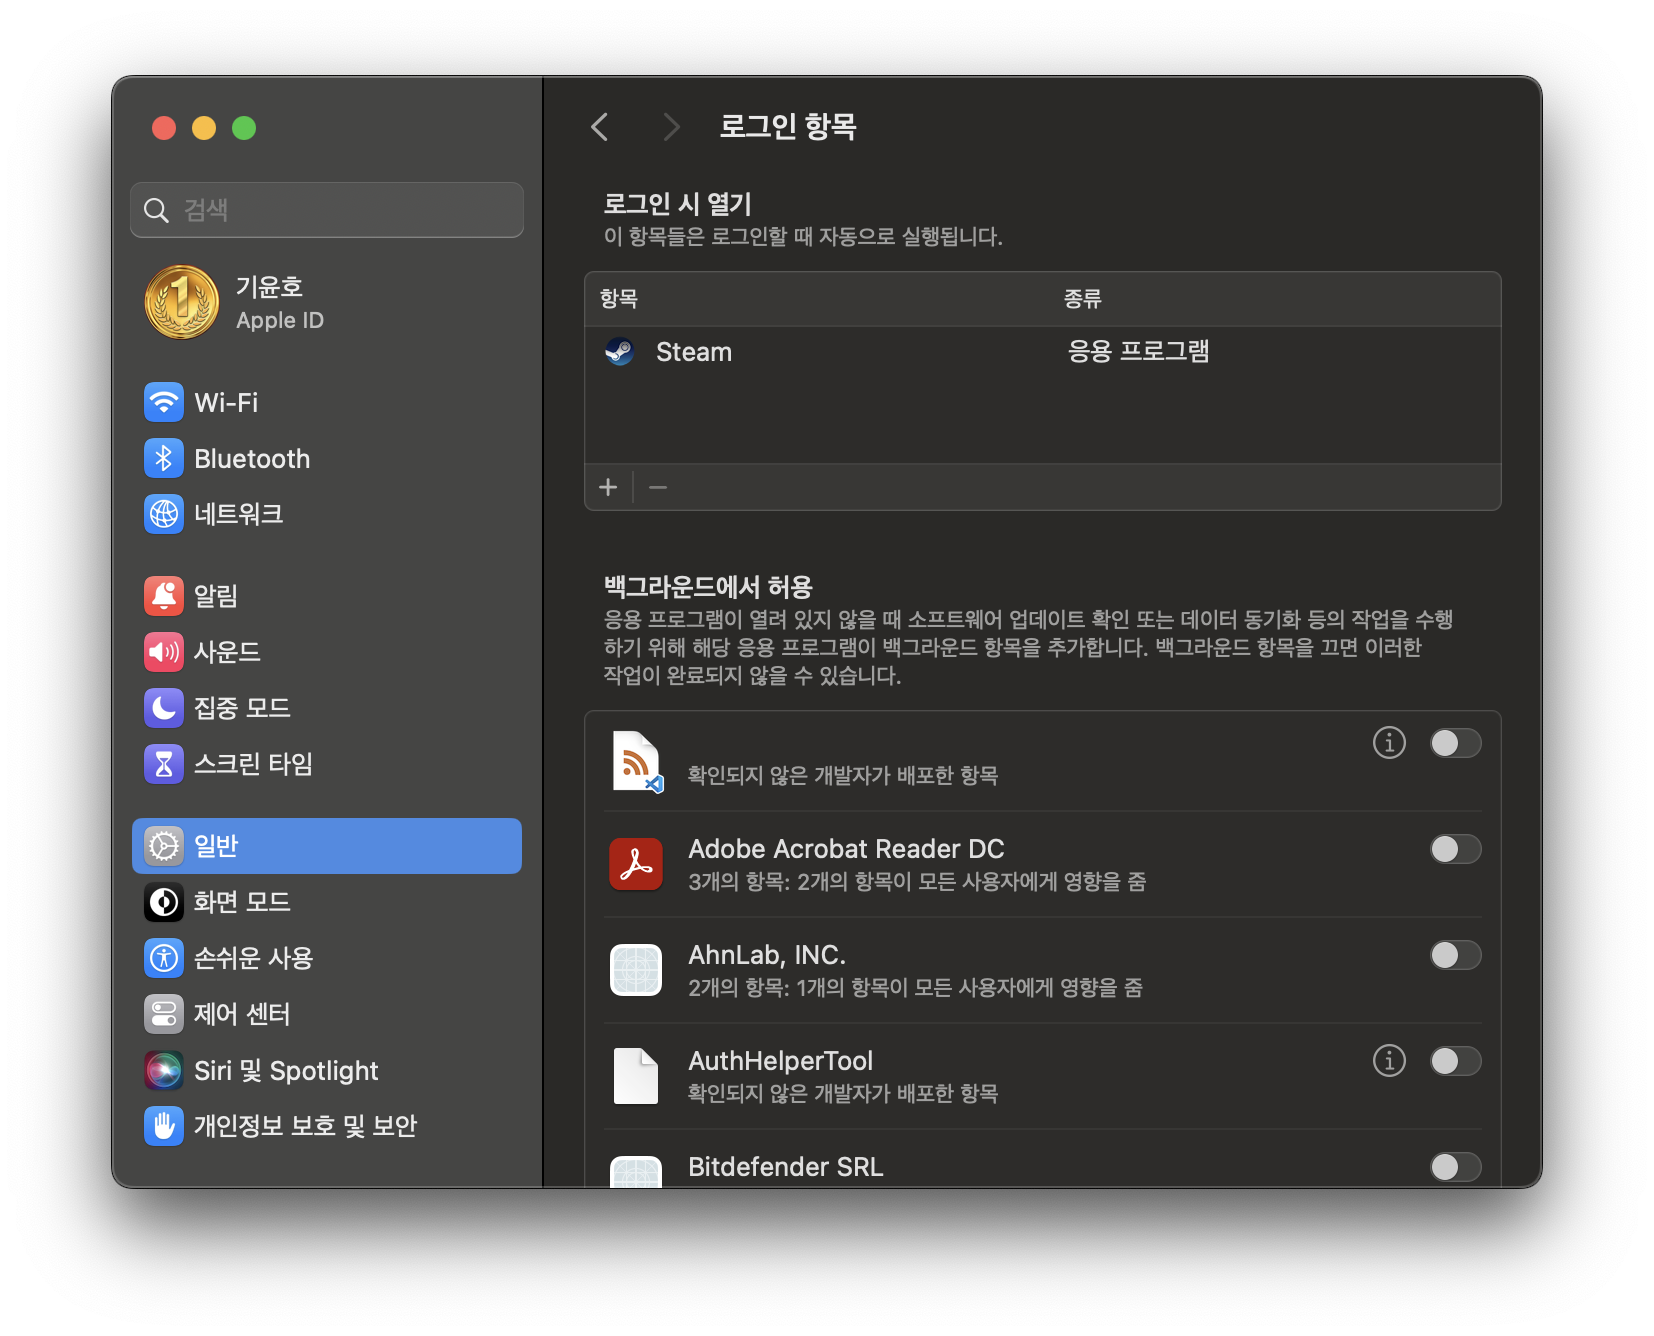 로그인 항목
검색
기윤호
Apple ID
Wi-Fi
Bluetooth
네트워크
알림
사운드
집중 모드
스크린 타임
일반
화면 모드
손쉬운 사용
제어 센터
Siri 및 Spotlight
개인정보 보호 및 보안
로그인 시 열기
이 항목들은 로그인할 때 자동으로 실행됩니다.
항목 종류
Steam 응용 프로그램
백그라운드에서 허용
응용 프로그램이 열려 있지 않을 때 소프트웨어 업데이트 확인 또는 데이터 동기화 등의 작업을 수행
하기 위해 해당 응용 프로그램이 백그라운드 항목을 추가합니다. 백그라운드 항목을 끄면 이러한
작업이 완료되지 않을 수 있습니다.
확인되지 않은 개발자가 배포한 항목
Adobe Acrobat Reader DC
3개의 항목: 2개의 항목이 모든 사용자에게 영향을 줌
AhnLab, INC.
2개의 항목: 1개의 항목이 모든 사용자에게 영향을 줌
AuthHelperTool
확인되지 않은 개발자가 배포한 항목
Bitdefender SRL